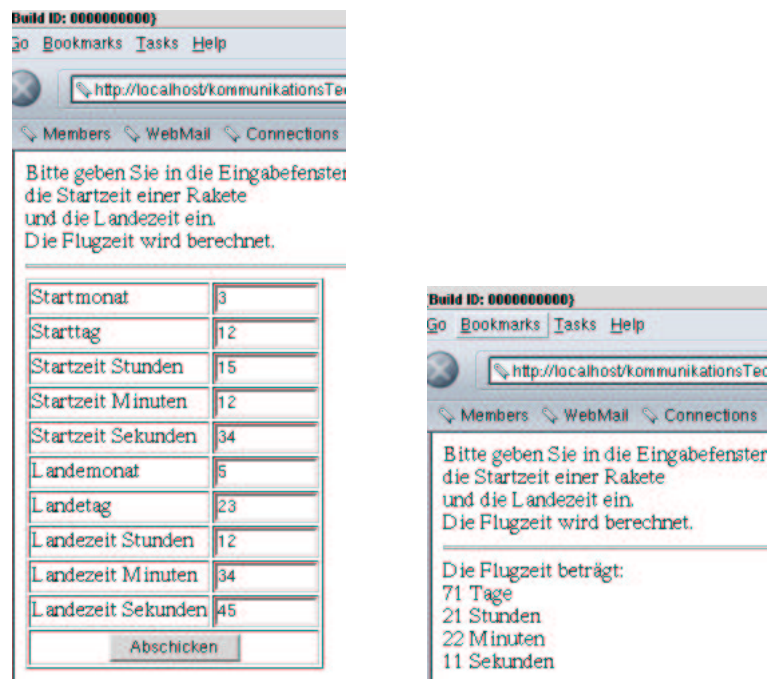 Build ID: 0000000000}
Go Bookmarks Tasks Help
http://localhost/kommunikationsTe
Members WebMail Connections
Bitte geben Sie in die Eingabefenster
die Startzeit einer Rakete
und die Landezeit ein.
Die Flugzeit wird berechnet.
Startmonat 3
Starttag 12
Startzeit Stunden 15
Startzeit Minuten 12
Startzeit Sekunden 34
Landemonat 5
Landetag 23
Landezeit Stunden 12
Landezeit Minuten 34
Landezeit Sekunden 45
Abschicken
Build ID: 0000000000}
Go Bookmarks Tasks Help
http://localhost/kommunikationsTec
Members WebMail Connections
Bitte geben Sie in die Eingabefenster
die Startzeit einer Rakete
und die Landezeit ein.
Die Flugzeit wird berechnet.
Die Flugzeit beträgt:
71 Tage
21 Stunden
22 Minuten
11 Sekunden